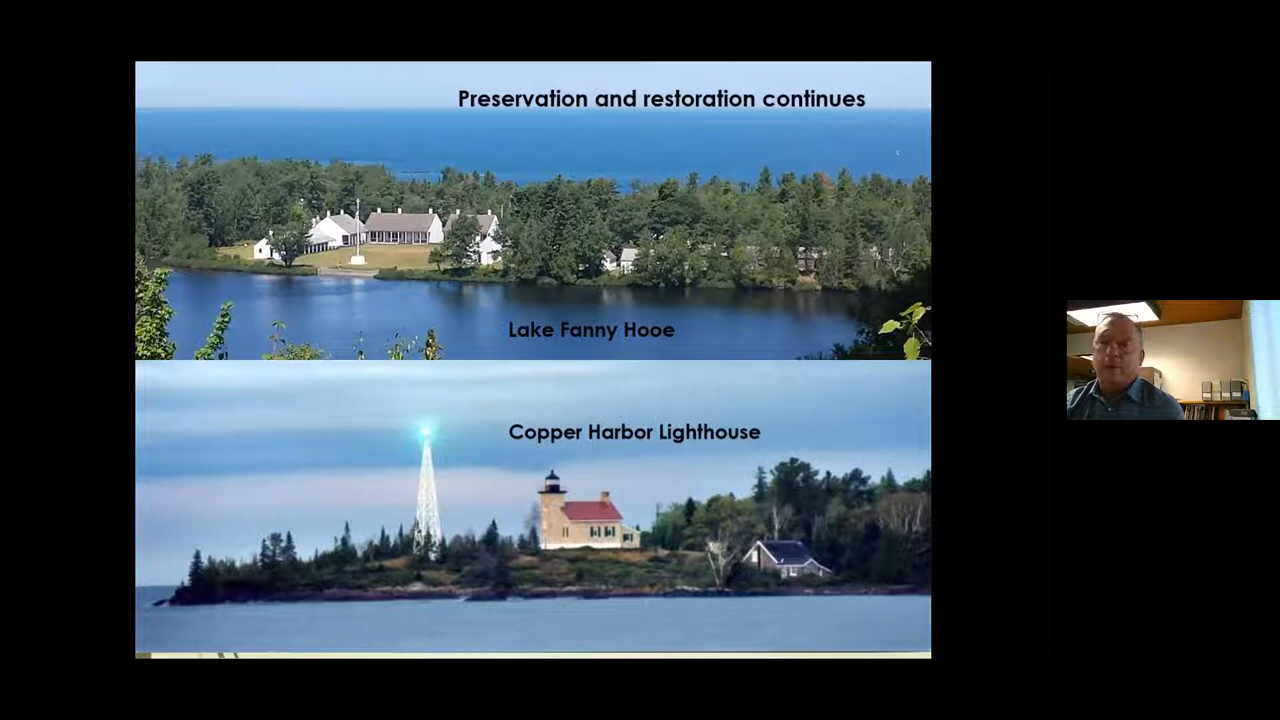 Preservation and restoration continues
Lake Fanny Hooe
Copper Harbor Lighthouse